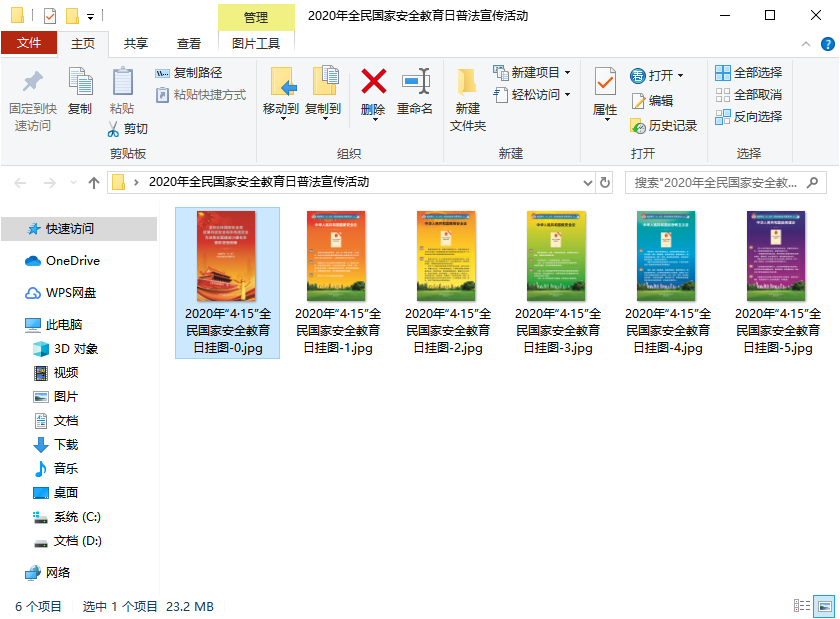 管理
2020年全民国家安全教育日普法宣传活动
文件
主页
共享
查看
图片工具
固定到快
速访问
复制
粘贴
复制路径
粘贴快捷方式
剪切
剪贴板
移动到
复制到
删除
重命名
组织
新建
文件夹
新建项目
轻松访问
新建
属性
打开
编辑
历史记录
打开
全部选择
全部取消
反向选择
选择
2020年全民国家安全教育日普法宣传活动
搜索"2020年全民国家安全教...
快速访问
OneDrive
WPS网盘
此电脑
3D 对象
视频
图片
文档
下载
音乐
桌面
系统 (C:)
文档 (D:)
网络
2020年“4·15”全
民国家安全教育
日挂图-0.jpg
2020年“4·15”全
民国家安全教育
日挂图-1.jpg
2020年“4·15”全
民国家安全教育
日挂图-2.jpg
2020年“4·15”全
民国家安全教育
日挂图-3.jpg
2020年“4·15”全
民国家安全教育
日挂图-4.jpg
2020年“4·15”全
民国家安全教育
日挂图-5.jpg
6 个项目
选中 1 个项目
23.2 MB